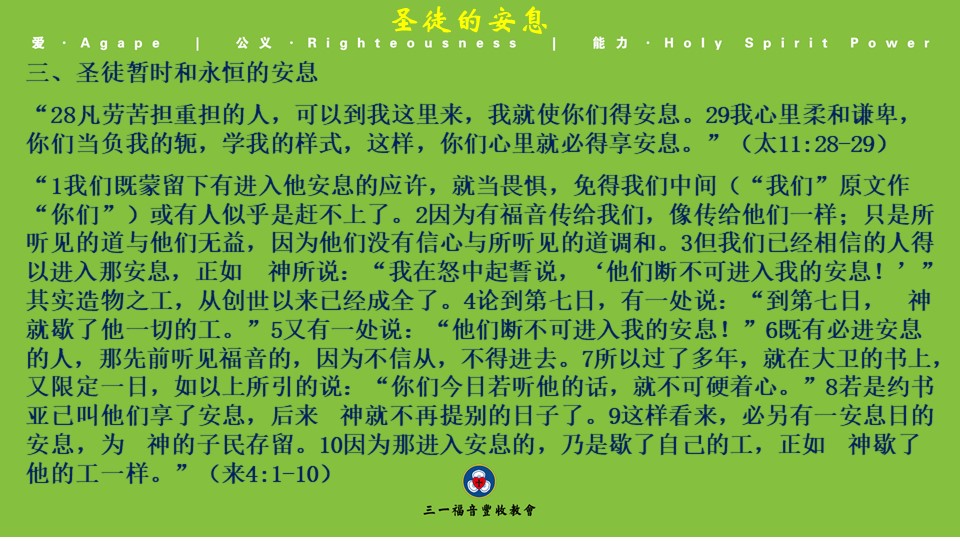 圣徒的安息
爱·Agape | 公义·Righteousness | 能力·Holy Spirit Power
三、圣徒暂时和永恒的安息
“28凡劳苦担重担的人，可以到我这里来，我就使你们得安息。29我心里柔和谦卑，
你们当负我的轭，学我的样式，这样，你们心里就必得享安息。”（太11:28-29）
“1我们既蒙留下有进入他安息的应许，就当畏惧，免得我们中间（“我们”原文作
“你们”）或有人似乎是赶不上了。2因为有福音传给我们，像传给他们一样；只是所
听见的道与他们无益，因为他们没有信心与所听见的道调和。3但我们已经相信的人得
以进入那安息，正如　神所说：“我在怒中起誓说，‘他们断不可进入我的安息！’”
其实造物之工，从创世以来已经成全了。4论到第七日，有一处说：“到第七日，　神
就歇了他一切的工。”5又有一处说：“他们断不可进入我的安息！”6既有必进安息
的人，那先前听见福音的，因为不信从，不得进去。7所以过了多年，就在大卫的书上，
又限定一日，如以上所引的说：“你们今日若听他的话，就不可硬着心。”8若是约书
亚已叫他们享了安息，后来　神就不再提别的日子了。9这样看来，必另有一安息日的
安息，为　神的子民存留。10因为那进入安息的，乃是歇了自己的工，正如　神歇了
他的工一样。”（来4:1-10）
三一福音豐收教會